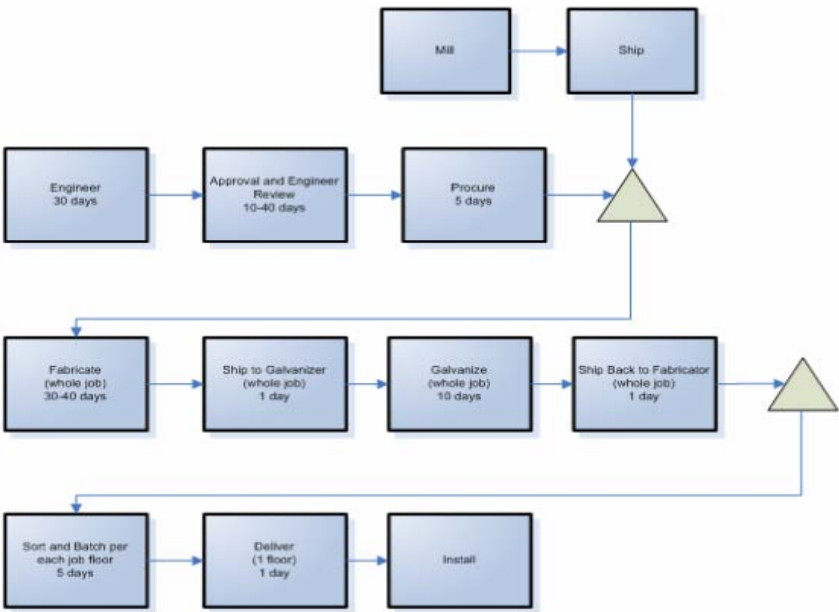 Mill
Ship
Engineer
30 days
Approval and Engineer
Review
10-40 days
Procure
5 days
Fabricate
(whole job)
30-40 days
Ship to Galvanizer
(whole job)
1 day
Galvanize
(whole job)
10 days
Ship Back to Fabricator
(whole job)
1 day
Sort and Batch per
each job floor
5 days
Deliver
(1 floor)
1 day
Install